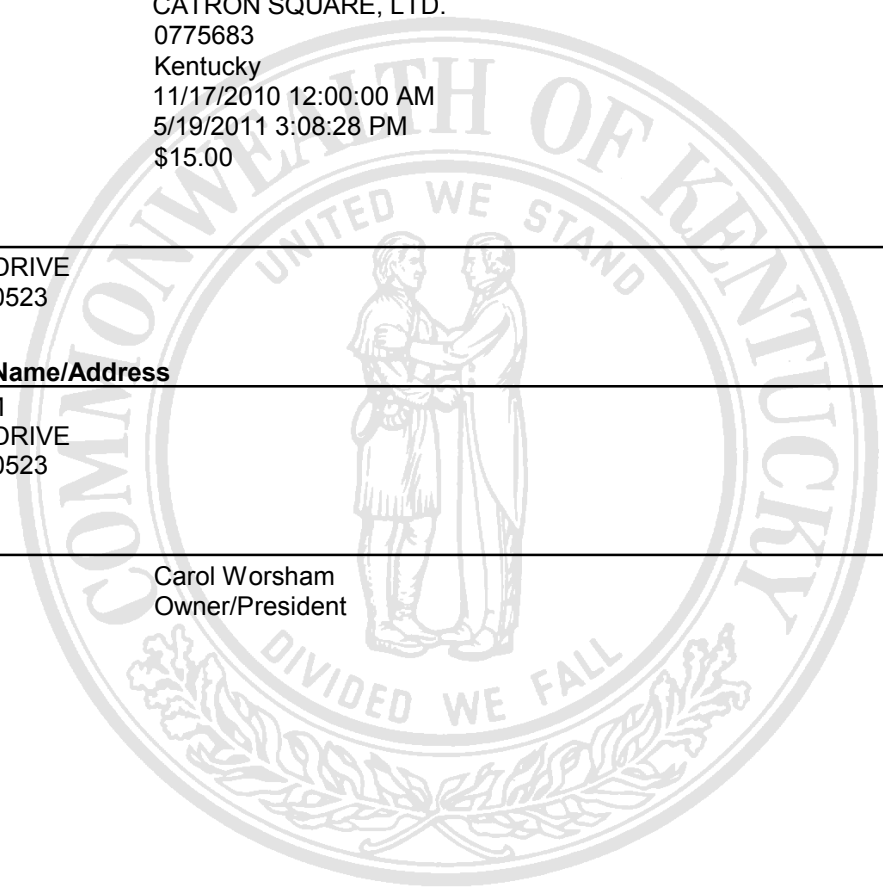 CATRON SQUARE, LTD.
0775683
Kentucky
11/17/2010 12:00:00 AM
5/19/2011 3:08:28 PM
$15.00
COMMONWEALTH OF KENTUCKY
UNITED WE STAND
DRIVE
0523
Name/Address
M
DRIVE
0523
Carol Worsham
Owner/President
DIVIDED WE FALL